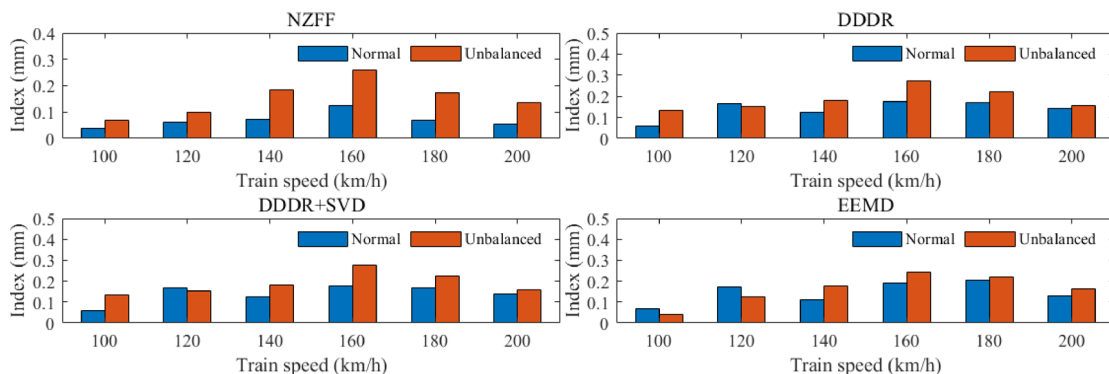 NZFF
Index (mm)
0.4
0.3
0.2
0.1
0
Normal Unbalanced
100 120 140 160 180 200
Train speed (km/h)
DDDR
Index (mm)
0.5
0.4
0.3
0.2
0.1
0
Normal Unbalanced
100 120 140 160 180 200
Train speed (km/h)
DDDR+SVD
Index (mm)
0.5
0.4
0.3
0.2
0.1
0
Normal Unbalanced
100 120 140 160 180 200
Train speed (km/h)
EEMD
Index (mm)
0.5
0.4
0.3
0.2
0.1
0
Normal Unbalanced
100 120 140 160 180 200
Train speed (km/h)